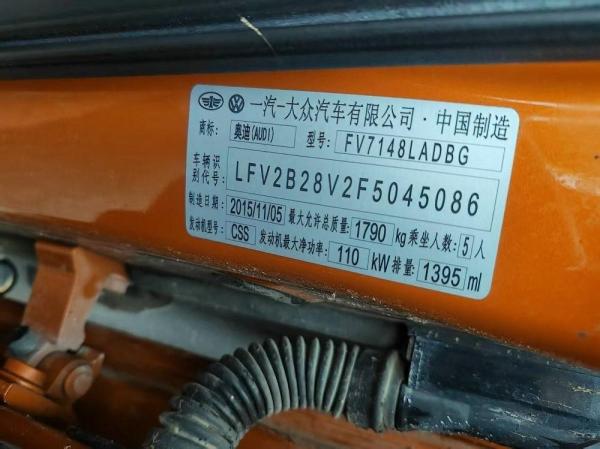 一汽-大众汽车有限公司·中国制造
商标: 奥迪(AUDI) 型号: FV7148LADBG
车辆识别代号: LFV2B28V2F5045086
制造日期: 2015/11/05 最大允许总质量: 1790 kg 乘坐人数: 5 人
发动机型号: CSS 发动机最大净功率: 110 kW 排量: 1395 ml